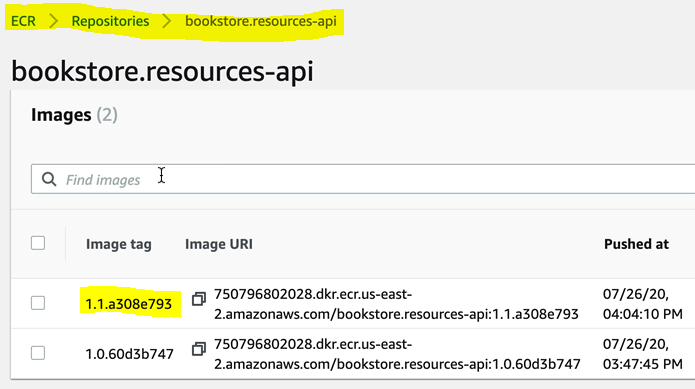 ECR > Repositories > bookstore.resources-api
bookstore.resources-api
Images (2)
Find images
Image tag Image URI Pushed at
1.1.a308e793 750796802028.dkr.ecr.us-east- 07/26/20,
2.amazonaws.com/bookstore.resources-api:1.1.a308e793 04:04:10 PM
1.0.60d3b747 750796802028.dkr.ecr.us-east- 07/26/20,
2.amazonaws.com/bookstore.resources-api:1.0.60d3b747 03:47:45 PM